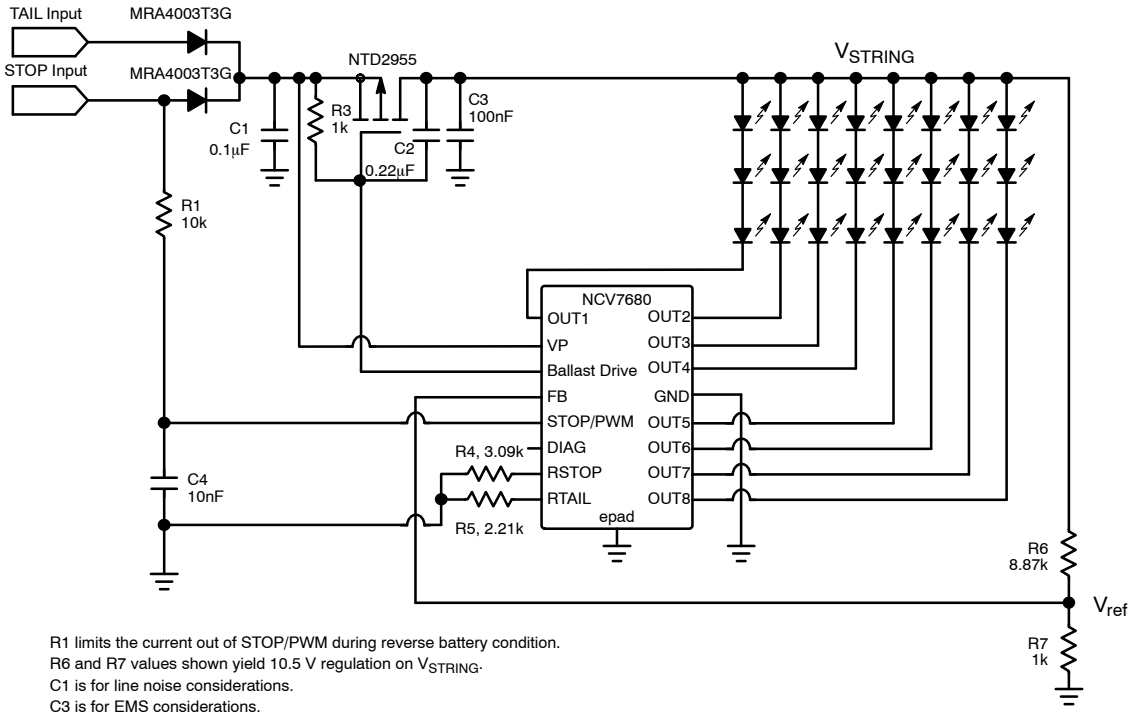 TAIL Input
MRA4003T3G
STOP Input
MRA4003T3G
NTD2955
VSTRING
C1
0.1μF
R3
1k
C2
0.22μF
C3
100nF
R1
10k
NCV7680
OUT1
OUT2
VP
OUT3
Ballast Drive
OUT4
FB
GND
STOP/PWM
OUT5
DIAG
OUT6
R4, 3.09k
RSTOP
OUT7
RTAIL
OUT8
R5, 2.21k
epad
C4
10nF
R6
8.87k
Vref
R7
1k
R1 limits the current out of STOP/PWM during reverse battery condition.
R6 and R7 values shown yield 10.5 V regulation on VSTRING.
C1 is for line noise considerations.
C3 is for EMS considerations.